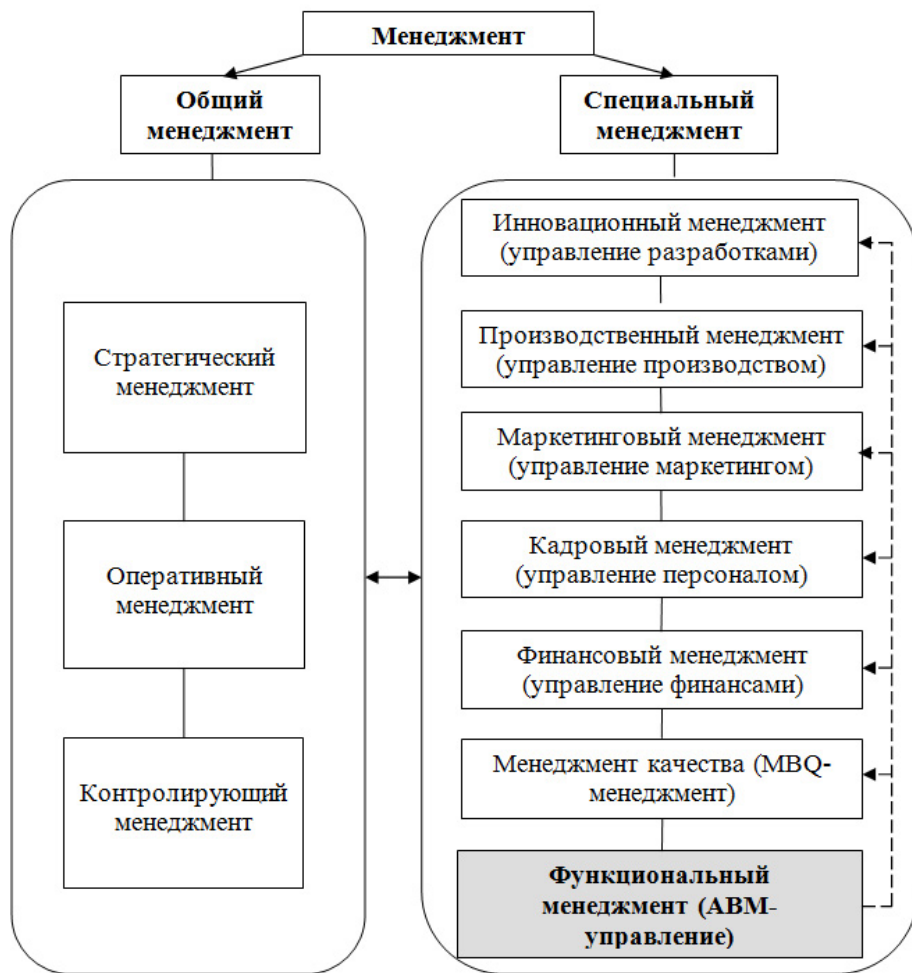 Менеджмент
Общий
менеджмент
Специальный
менеджмент
Стратегический
менеджмент
Оперативный
менеджмент
Контролирующий
менеджмент
Инновационный менеджмент
(управление разработками)
Производственный менеджмент
(управление производством)
Маркетинговый менеджмент
(управление маркетингом)
Кадровый менеджмент
(управление персоналом)
Финансовый менеджмент
(управление финансами)
Менеджмент качества (MBQ-
менеджмент)
Функциональный
менеджмент (ABM-
управление)